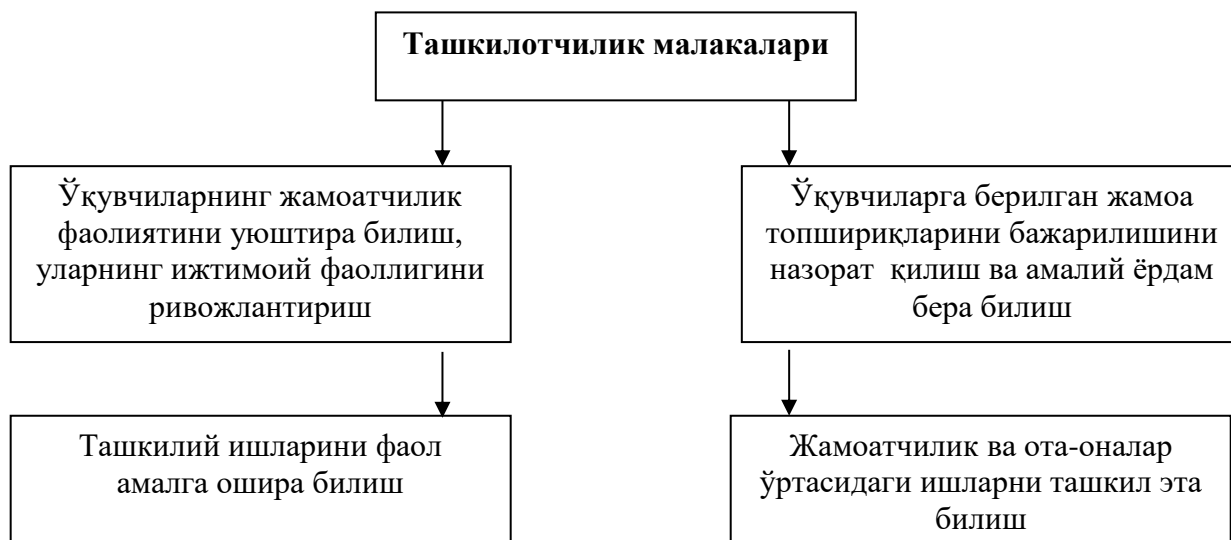 Ташкилотчилик малакалари
Ўқувчиларнинг жамоатчилик
фаолиятини уюштира билиш,
уларнинг ижтимоий фаоллигини
ривожлантириш
Ўқувчиларга берилган жамоа
топшириқларини бажарилишини
назорат қилиш ва амалий ёрдам
бера билиш
Ташкилий ишларини фаол
амалга ошира билиш
Жамоатчилик ва ота-оналар
ўртасидаги ишларни ташкил эта
билиш